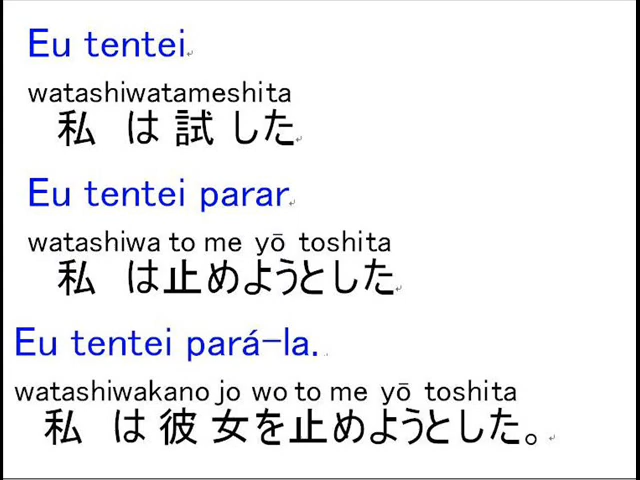 Eu tentei
watashiwatameshita
私 は 試 した
Eu tentei parar
watashiwa to me yō toshita
私 は止めようとした
Eu tentei pará-la.
watashiwakano jo wo to me yō toshita
私 は 彼 女を止めようとした。